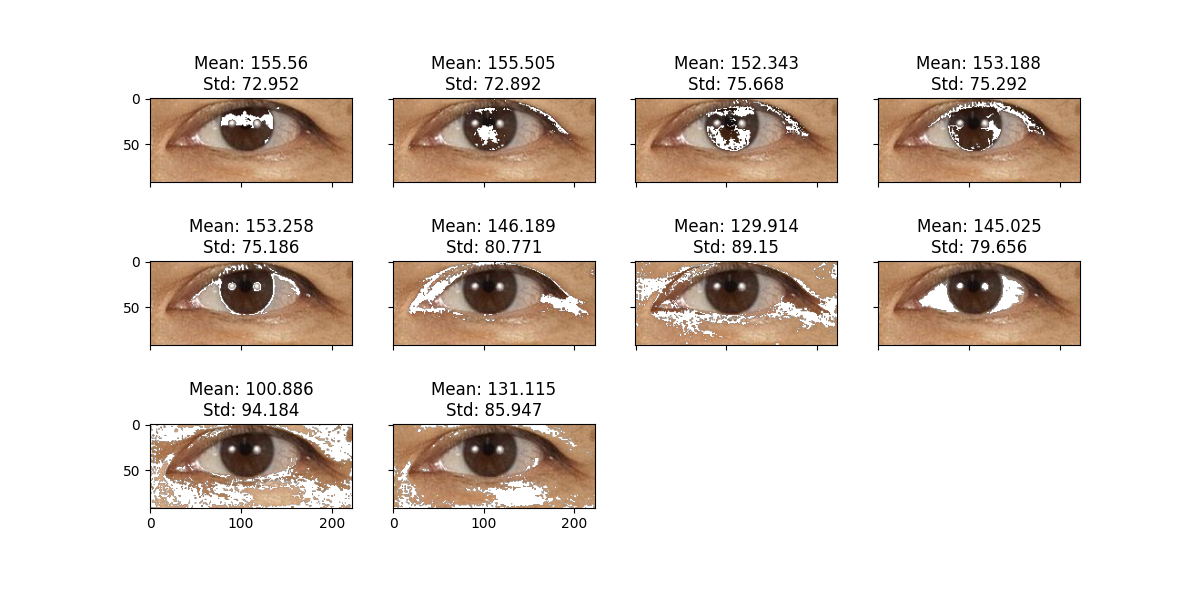 Mean: 155.56
Std: 72.952
Mean: 155.505
Std: 72.892
Mean: 152.343
Std: 75.668
Mean: 153.188
Std: 75.292
0
50
Mean: 153.258
Std: 75.186
Mean: 146.189
Std: 80.771
Mean: 129.914
Std: 89.15
Mean: 145.025
Std: 79.656
0
50
Mean: 100.886
Std: 94.184
Mean: 131.115
Std: 85.947
0
50
0 100 200
0 100 200